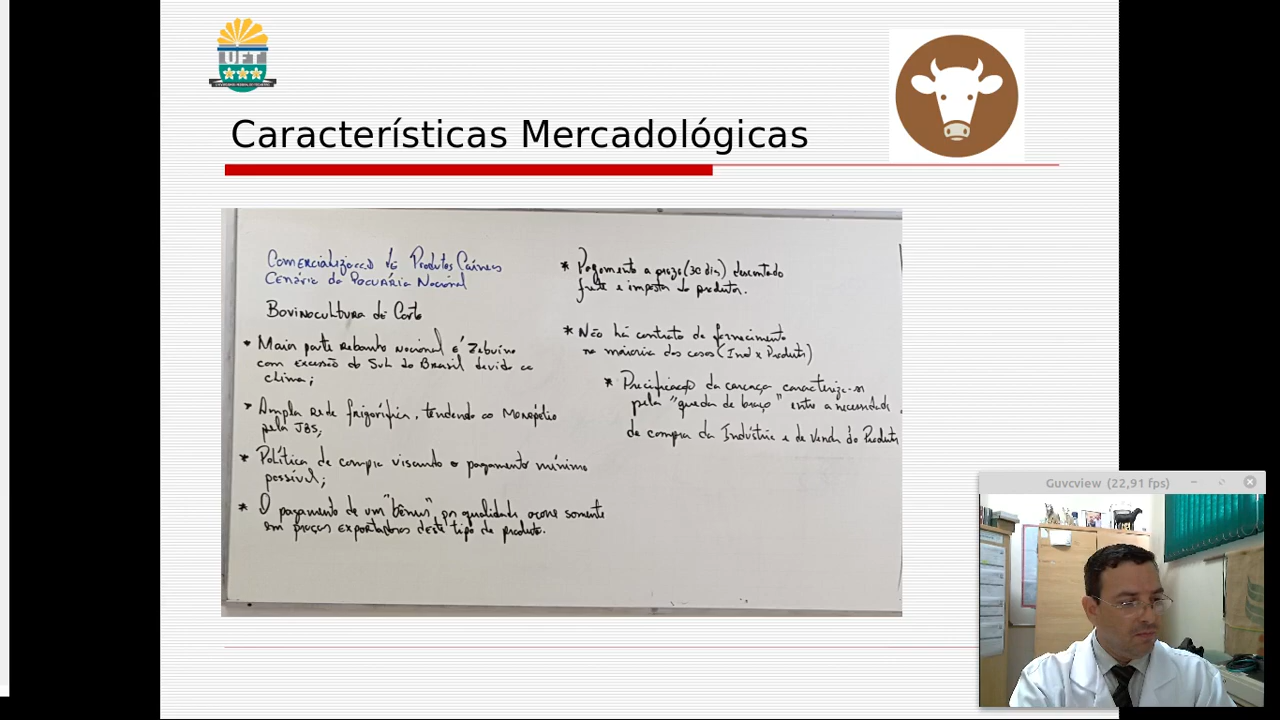 UFT
Características Mercadológicas
Comercialização de Produtos Cárneos
Cenário da Pecuária Nacional
Bovinocultura de Corte
* Maior parte rebanho nacional é Zebuíno
com excessão do Sul do Brasil devido ao
clima;
* Ampla rede frigorífica, tendendo ao Monopólio
pela JBS;
* Política de compra visando o pagamento mínimo
possível;
* O pagamento de um "bônus" por qualidade ocorre somente
em praças exportadoras deste tipo de produto.
* Pagamento a prazo (30 dias) descontado
frete e impostos do produtor.
* Não há contrato de fornecimento
na maioria dos casos (Ind x Produtor)
* Precificação da carcaça caracteriza-se
pela "queda de braço" entre a necessidade
de compra da Indústria e de Venda do Produtor
Guvcview (22,91 fps)